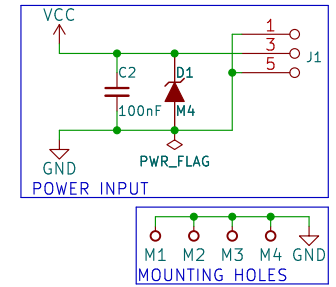 VCC
1
3
J1
5
C2
D1
100nF
M4
GND
PWR_FLAG
POWER INPUT
M1 M2 M3 M4 GND
MOUNTING HOLES